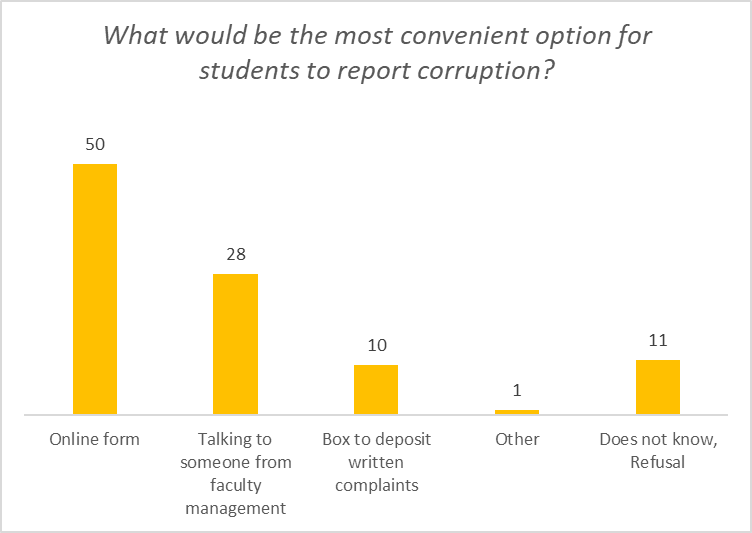 What would be the most convenient option for
students to report corruption?
50
28
10
1
11
Online form
Talking to
someone from
faculty
management
Box to deposit
written
complaints
Other
Does not know,
Refusal